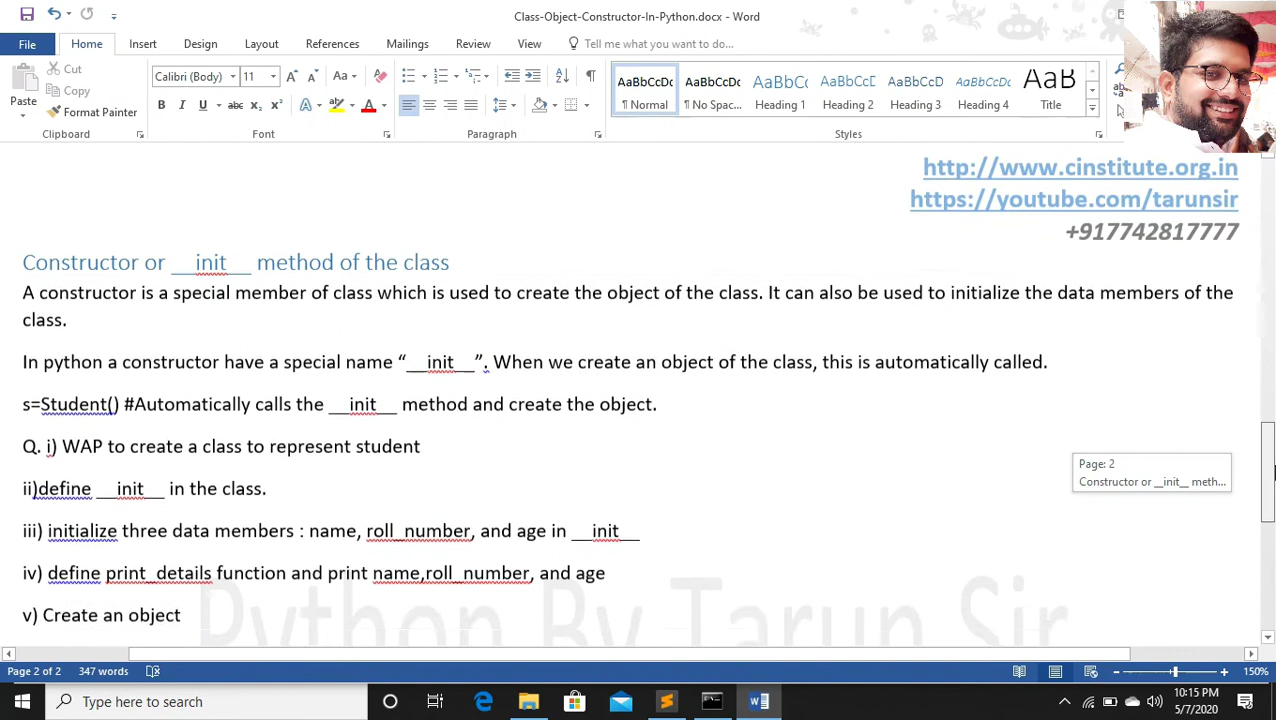 Class-Object-Constructor-In-Python.docx - Word
File Home Insert Design Layout References Mailings Review View Tell me what you want to do...
Paste Cut
Copy
Format Painter
Calibri (Body) 11
Aa
B I U abc x₂ x² A A
AaBbCcDc AaBbCcDc AaBbCc AaBbCcD AaBbCcD AaBbCcD AaB
¶ Normal ¶ No Spac... Heading Heading 2 Heading 3 Heading 4 Title
Clipboard Font Paragraph Styles
http://www.cinstitute.org.in
https://youtube.com/tarunsir
+917742817777
Constructor or __init__ method of the class
A constructor is a special member of class which is used to create the object of the class. It can also be used to initialize the data members of the
class.
In python a constructor have a special name “__init__”. When we create an object of the class, this is automatically called.
s=Student() #Automatically calls the __init__ method and create the object.
Q. i) WAP to create a class to represent student
Page: 2
Constructor or __init__ meth...
ii)define __init__ in the class.
iii) initialize three data members : name, roll_number, and age in __init__
iv) define print_details function and print name,roll_number, and age
v) Create an object
Python By Tarun Sir
Page 2 of 2 347 words 150%
Type here to search
10:15 PM
5/7/2020